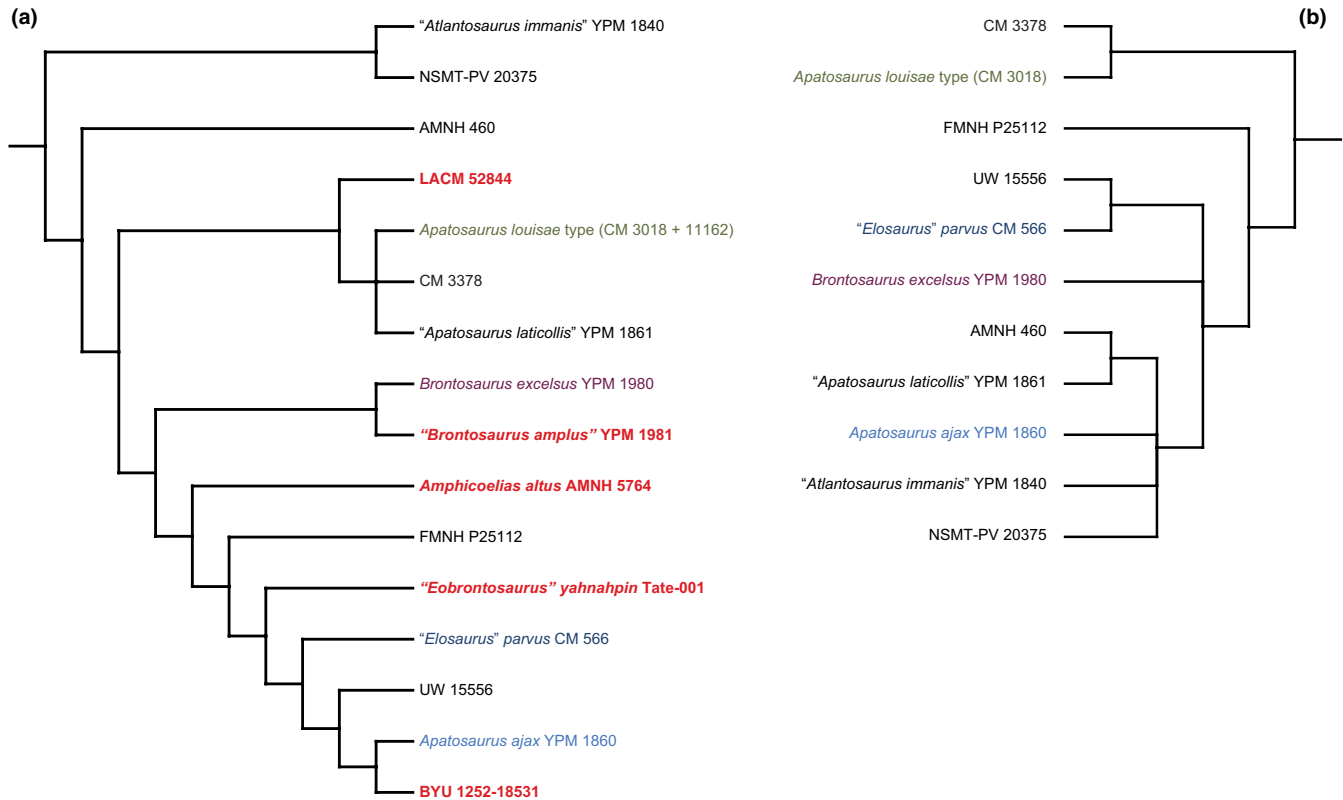 (a)
“Atlantosaurus immanis” YPM 1840
NSMT-PV 20375
AMNH 460
LACM 52844
Apatosaurus louisae type (CM 3018 + 11162)
CM 3378
“Apatosaurus laticollis” YPM 1861
Brontosaurus excelsus YPM 1980
“Brontosaurus amplus” YPM 1981
Amphicoelias altus AMNH 5764
FMNH P25112
“Eobrontosaurus” yahnahpin Tate-001
“Elosaurus” parvus CM 566
UW 15556
Apatosaurus ajax YPM 1860
BYU 1252-18531
(b)
CM 3378
Apatosaurus louisae type (CM 3018)
FMNH P25112
UW 15556
“Elosaurus” parvus CM 566
Brontosaurus excelsus YPM 1980
AMNH 460
“Apatosaurus laticollis” YPM 1861
Apatosaurus ajax YPM 1860
“Atlantosaurus immanis” YPM 1840
NSMT-PV 20375